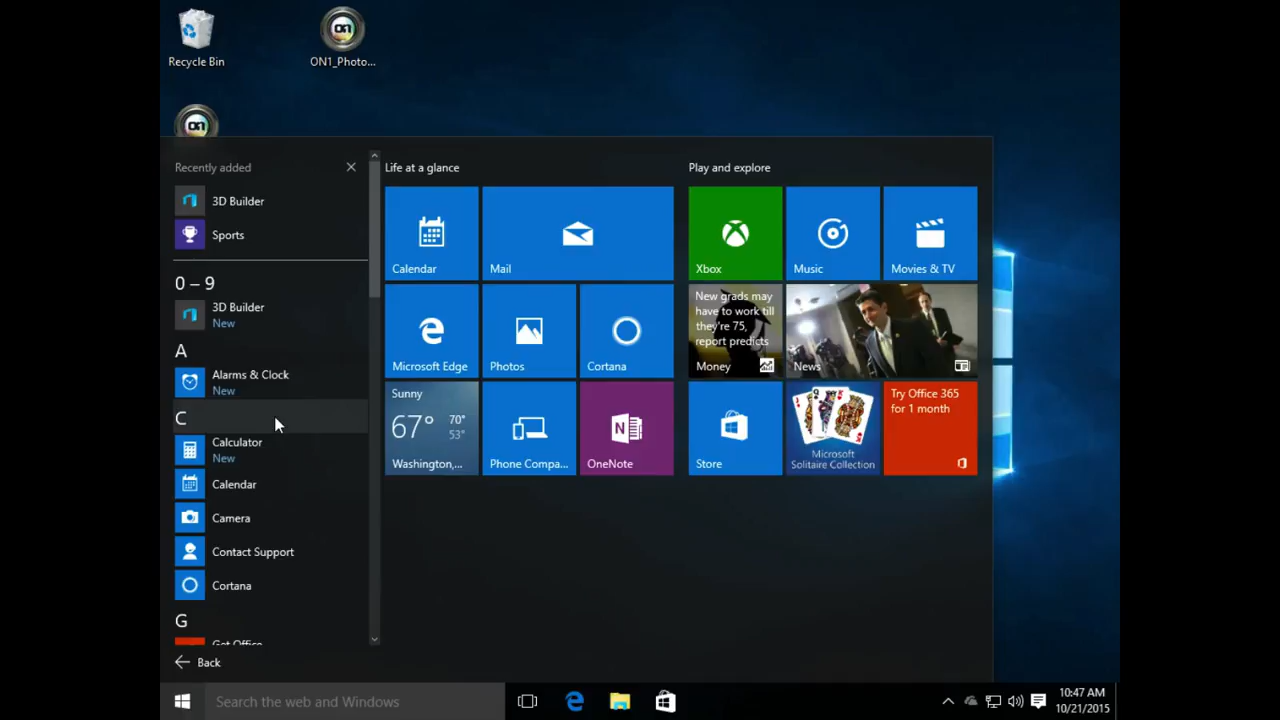 Recycle Bin
ON1_Photo...
Recently added
3D Builder
Sports
0 – 9
3D Builder
New
A
Alarms & Clock
New
C
Calculator
New
Calendar
Camera
Contact Support
Cortana
G
Get Office
Back
Life at a glance
Calendar
Mail
Microsoft Edge
Photos
Cortana
Sunny
67° 70°
53°
Washington,...
Phone Compa...
OneNote
Play and explore
Xbox
Music
Movies & TV
New grads may
have to work till
they're 75,
report predicts
Money
News
Store
Microsoft
Solitaire Collection
Try Office 365
for 1 month
Search the web and Windows
10:47 AM
10/21/2015